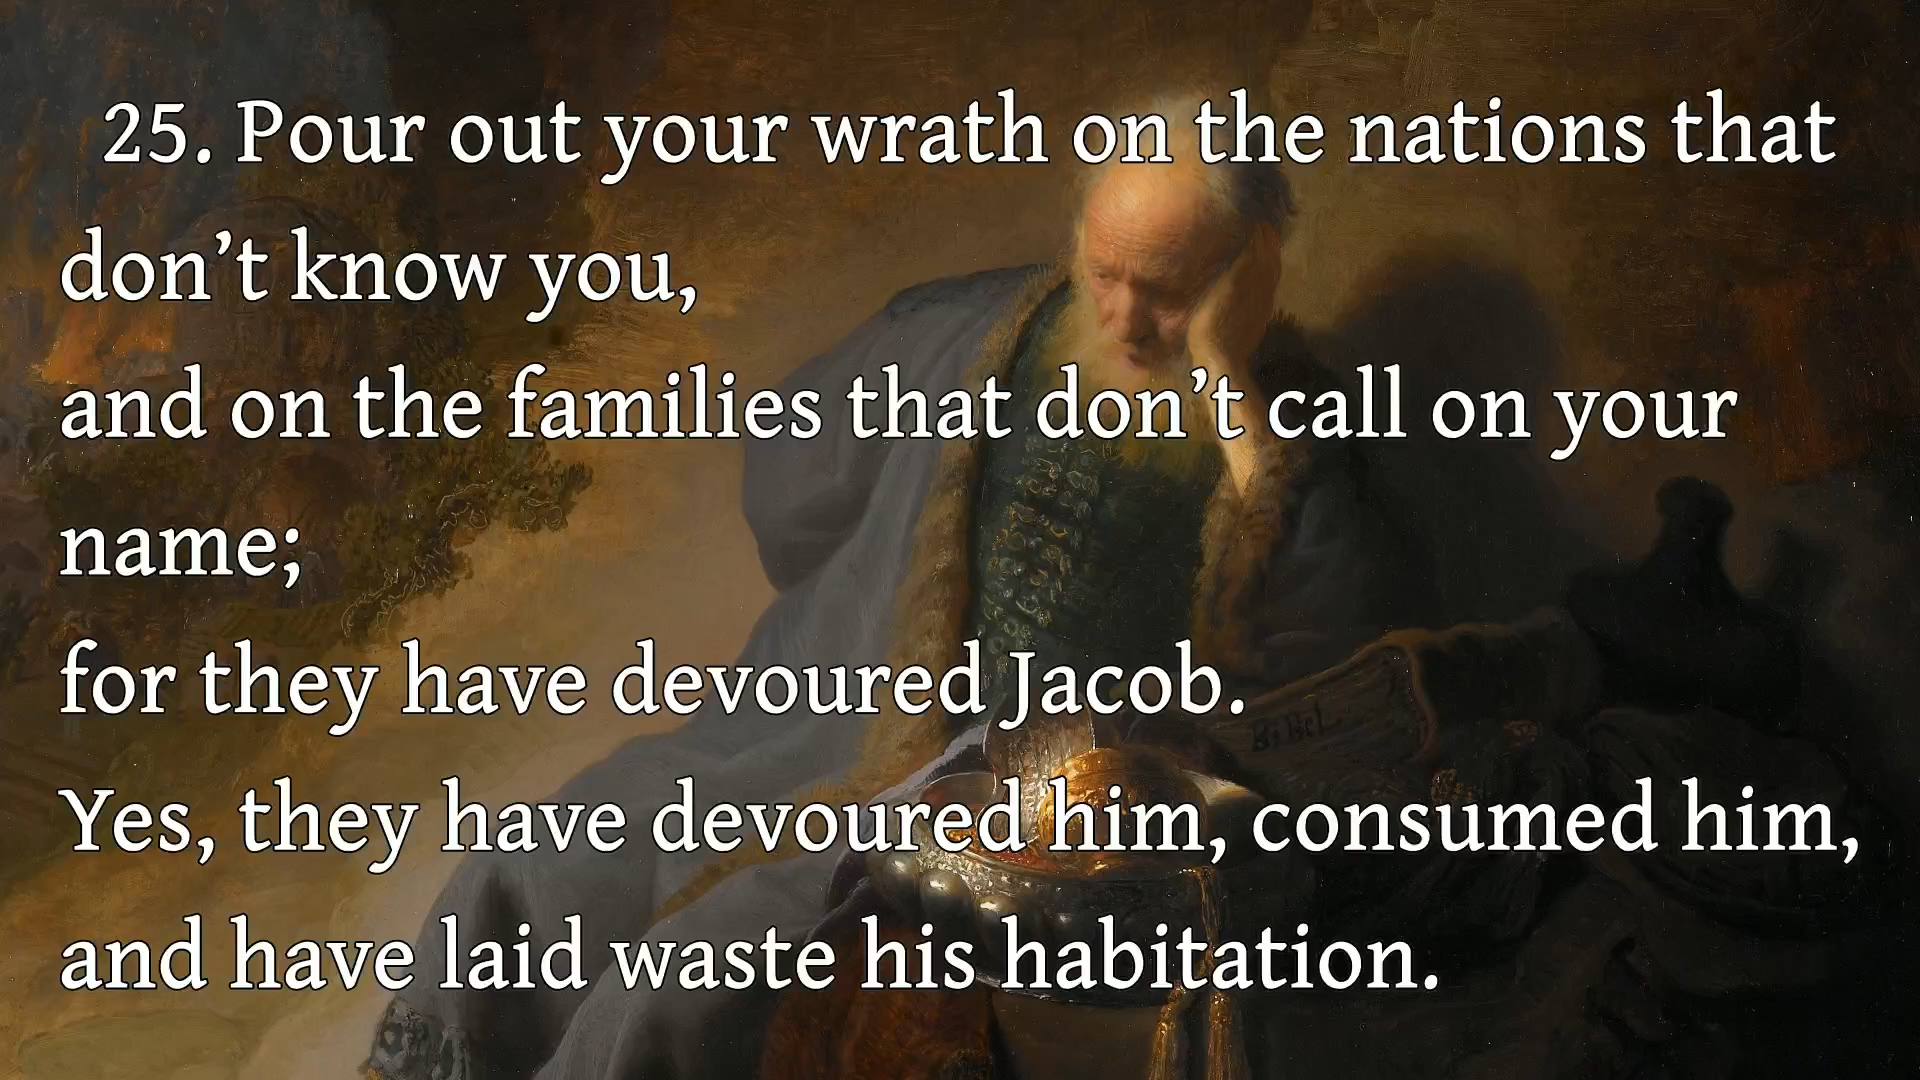 25. Pour out your wrath on the nations that
don’t know you,
and on the families that don’t call on your
name;
for they have devoured Jacob.
BiBel
Yes, they have devoured him, consumed him,
and have laid waste his habitation.